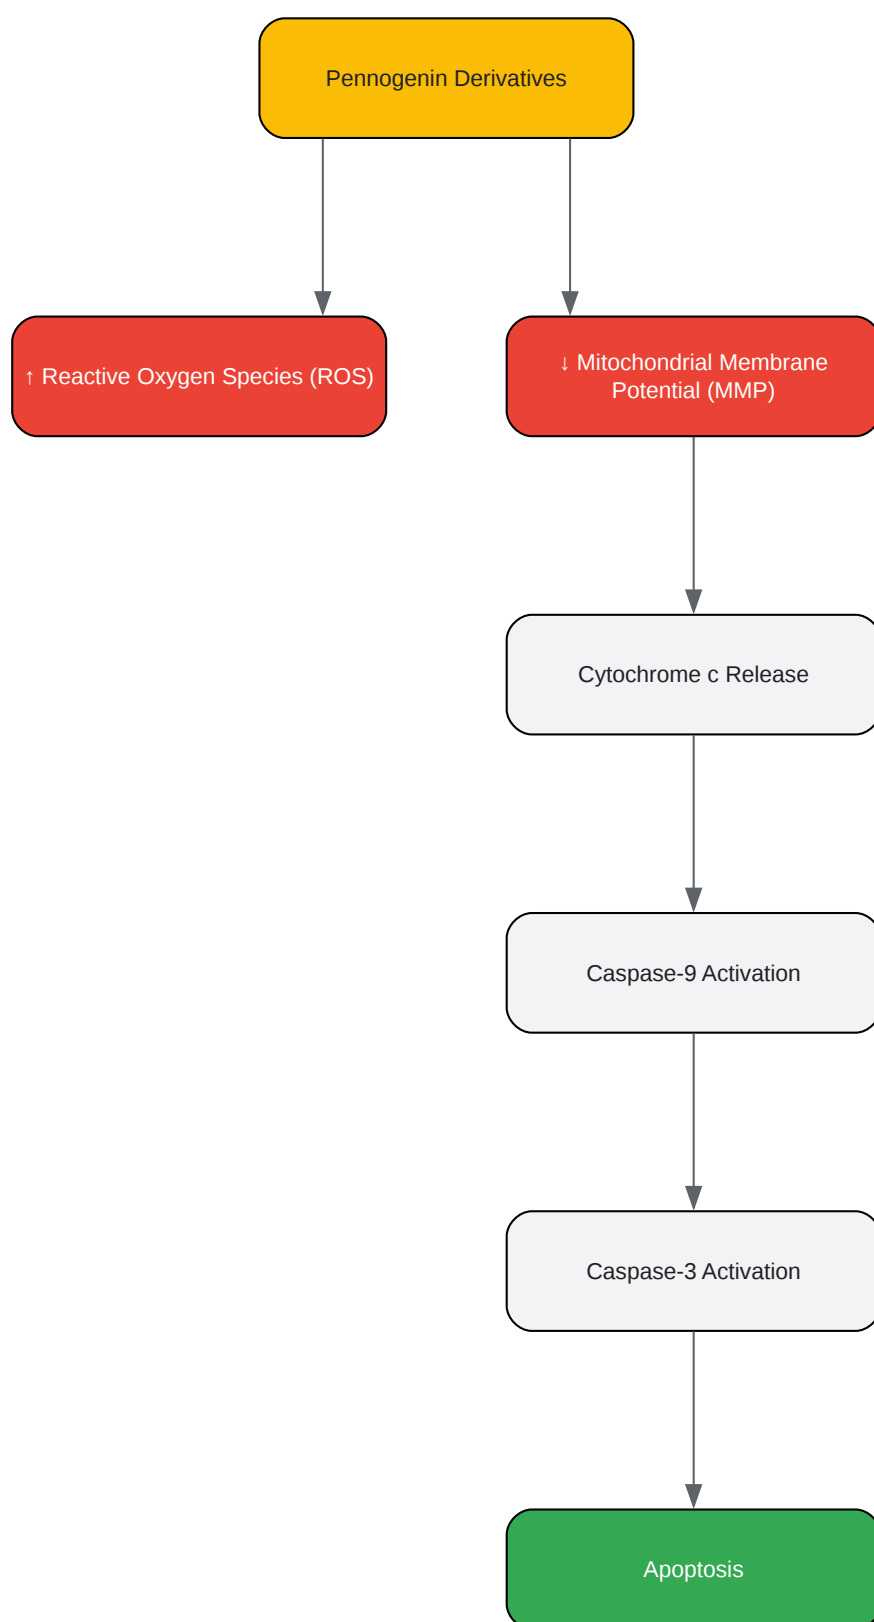 Pennogenin Derivatives
↑ Reactive Oxygen Species (ROS)
↓ Mitochondrial Membrane
Potential (MMP)
Cytochrome c Release
Caspase-9 Activation
Caspase-3 Activation
Apoptosis